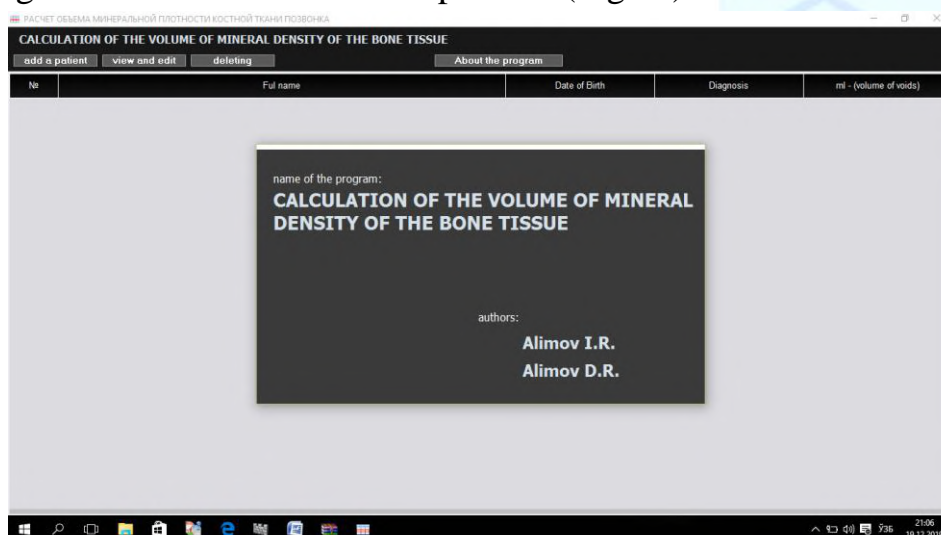 РАСЧЕТ ОБЪЕМА МИНЕРАЛЬНОЙ ПЛОТНОСТИ КОСТНОЙ ТКАНИ ПОЗВОНКА
CALCULATION OF THE VOLUME OF MINERAL DENSITY OF THE BONE TISSUE
add a patient view and edit deleting About the program
№ Ful name Date of Birth Diagnosis ml - (volume of voids)
name of the program:
CALCULATION OF THE VOLUME OF MINERAL
DENSITY OF THE BONE TISSUE
authors:
Alimov I.R.
Alimov D.R.
ЎЗБ 21:06